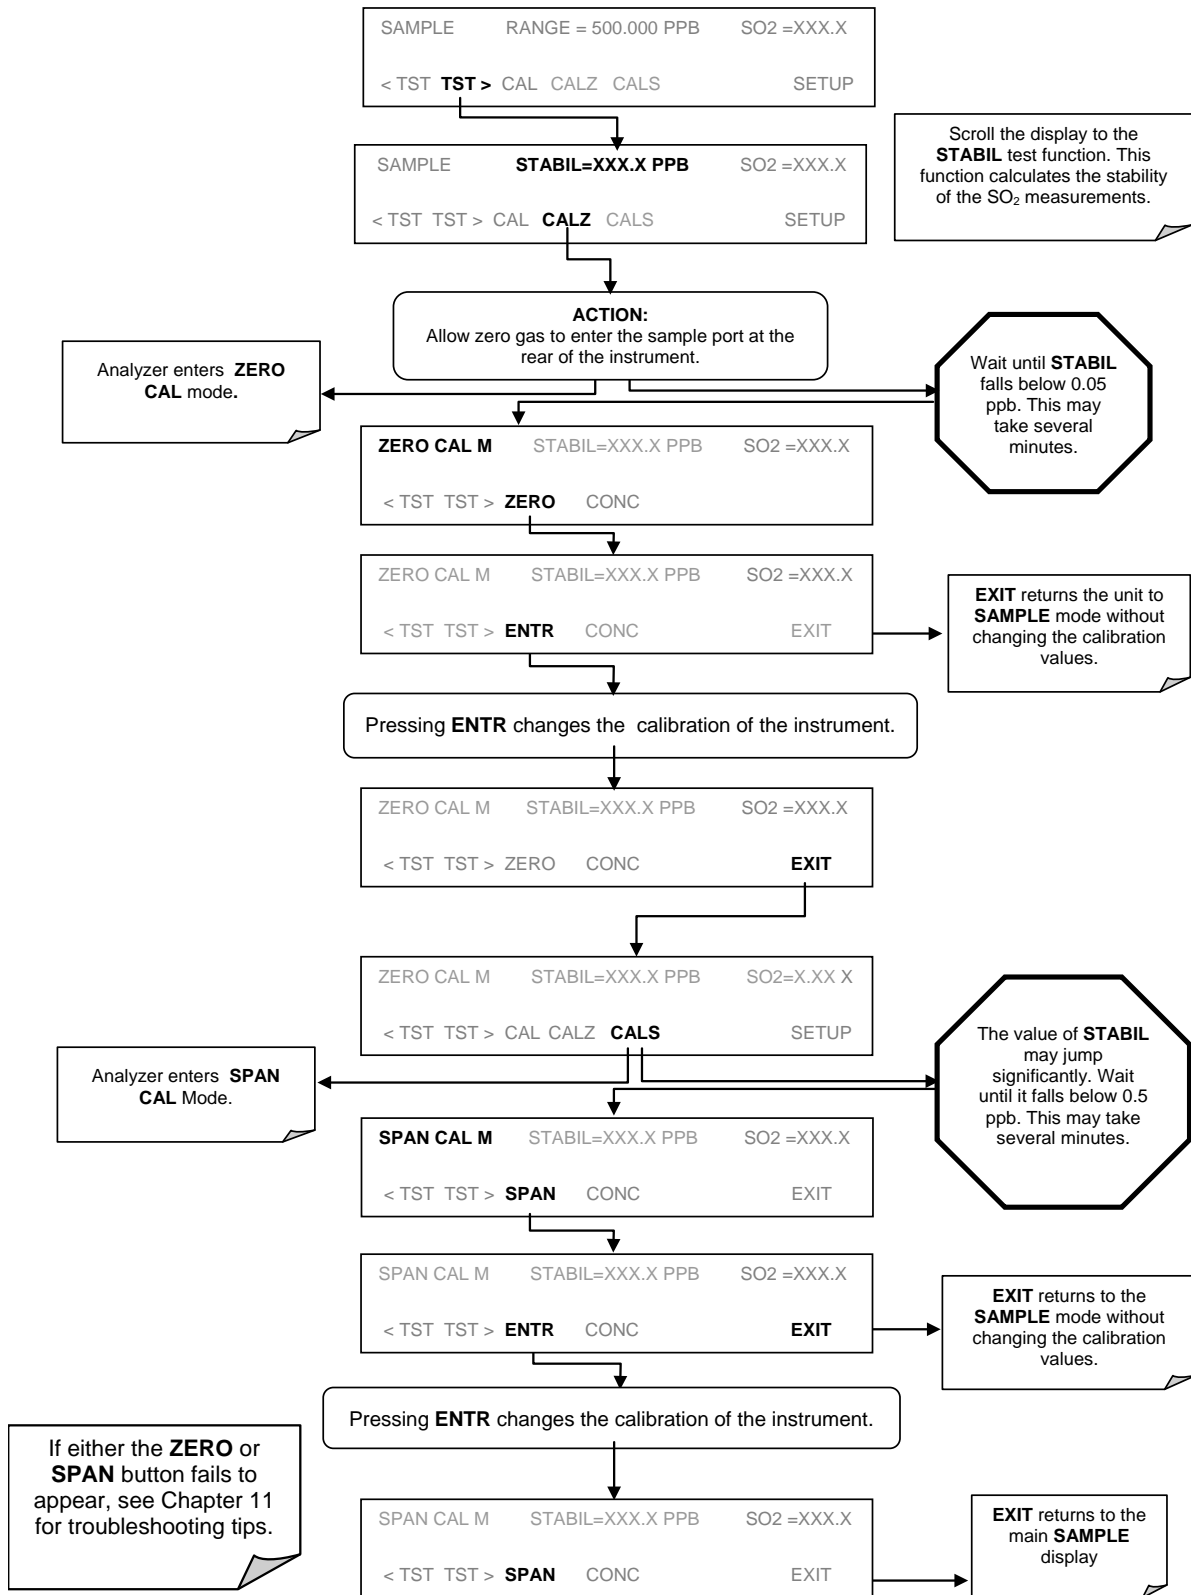 SAMPLE RANGE = 500.000 PPB SO2 =XXX.X
< TST TST > CAL CALZ CALS SETUP
Scroll the display to the
STABIL test function. This
function calculates the stability
of the SO₂ measurements.
SAMPLE STABIL=XXX.X PPB SO2 =XXX.X
< TST TST > CAL CALZ CALS SETUP
ACTION:
Allow zero gas to enter the sample port at the
rear of the instrument.
Analyzer enters ZERO
CAL mode.
Wait until STABIL
falls below 0.05
ppb. This may
take several
minutes.
ZERO CAL M STABIL=XXX.X PPB SO2 =XXX.X
< TST TST > ZERO CONC
ZERO CAL M STABIL=XXX.X PPB SO2 =XXX.X
< TST TST > ENTR CONC EXIT
EXIT returns the unit to
SAMPLE mode without
changing the calibration
values.
Pressing ENTR changes the calibration of the instrument.
ZERO CAL M STABIL=XXX.X PPB SO2 =XXX.X
< TST TST > ZERO CONC EXIT
ZERO CAL M STABIL=XXX.X PPB SO2=X.XX X
< TST TST > CAL CALZ CALS SETUP
Analyzer enters SPAN
CAL Mode.
The value of STABIL
may jump
significantly. Wait
until it falls below 0.5
ppb. This may take
several minutes.
SPAN CAL M STABIL=XXX.X PPB SO2 =XXX.X
< TST TST > SPAN CONC EXIT
SPAN CAL M STABIL=XXX.X PPB SO2 =XXX.X
< TST TST > ENTR CONC EXIT
EXIT returns to the
SAMPLE mode without
changing the calibration
values.
Pressing ENTR changes the calibration of the instrument.
If either the ZERO or
SPAN button fails to
appear, see Chapter 11
for troubleshooting tips.
SPAN CAL M STABIL=XXX.X PPB SO2 =XXX.X
< TST TST > SPAN CONC EXIT
EXIT returns to the
main SAMPLE
display